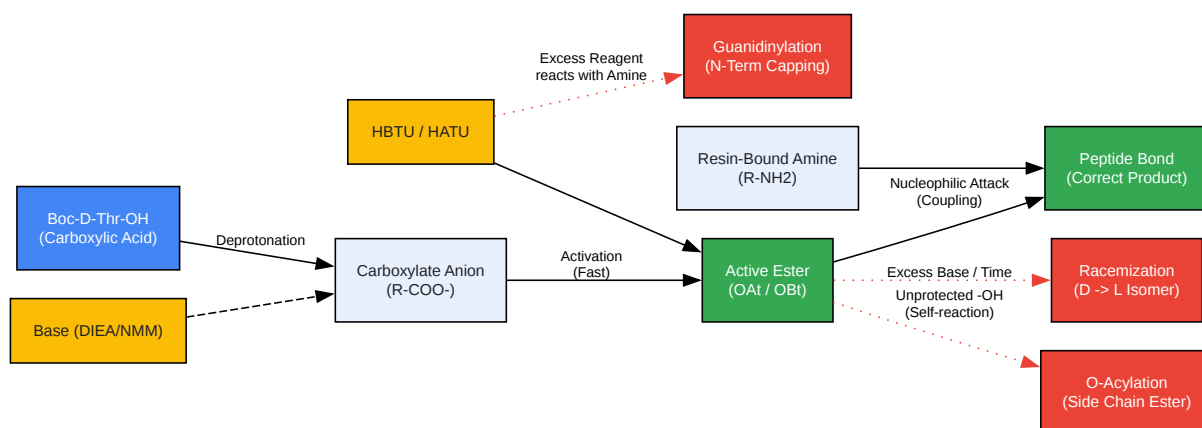 Guanidinylation
(N-Term Capping)
Excess Reagent
reacts with Amine
HBTU / HATU
Resin-Bound Amine
(R-NH2)
Peptide Bond
(Correct Product)
Nucleophilic Attack
(Coupling)
Boc-D-Thr-OH
(Carboxylic Acid)
Deprotonation
Carboxylate Anion
(R-COO-)
Activation
(Fast)
Active Ester
(OAt / OBt)
Excess Base / Time
Racemization
(D -> L Isomer)
Unprotected -OH
(Self-reaction)
Base (DIEA/NMM)
O-Acylation
(Side Chain Ester)